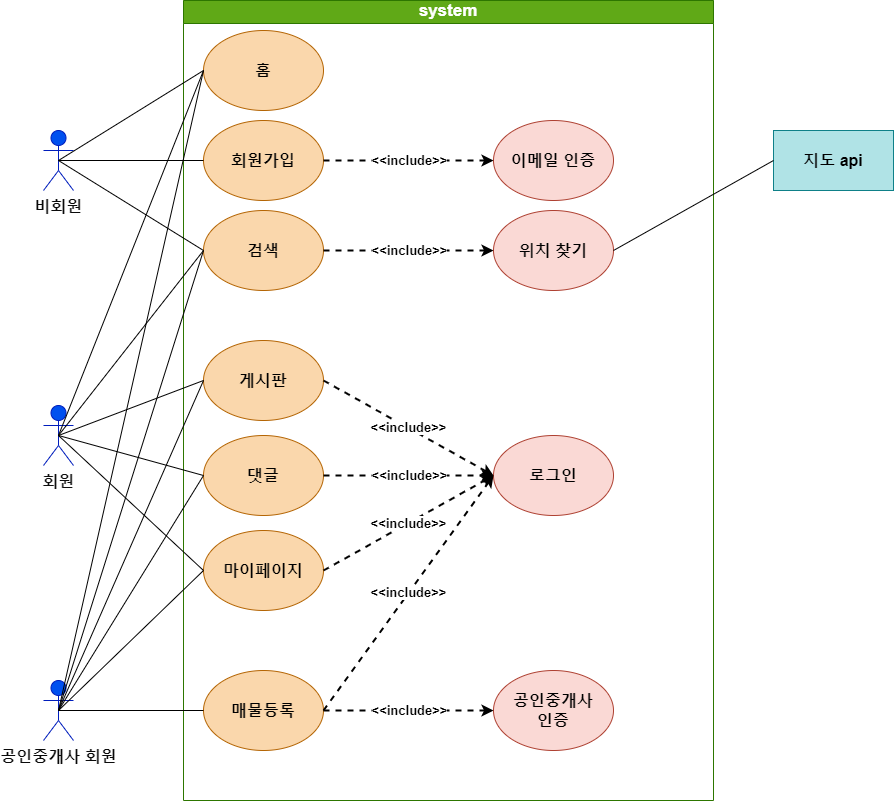 system
홈
회원가입
<<include>>
이메일 인증
지도 api
비회원
검색
<<include>>
위치 찾기
게시판
<<include>>
회원
댓글
<<include>>
로그인
<<include>>
마이페이지
<<include>>
매물등록
<<include>>
공인중개사
인증
공인중개사 회원